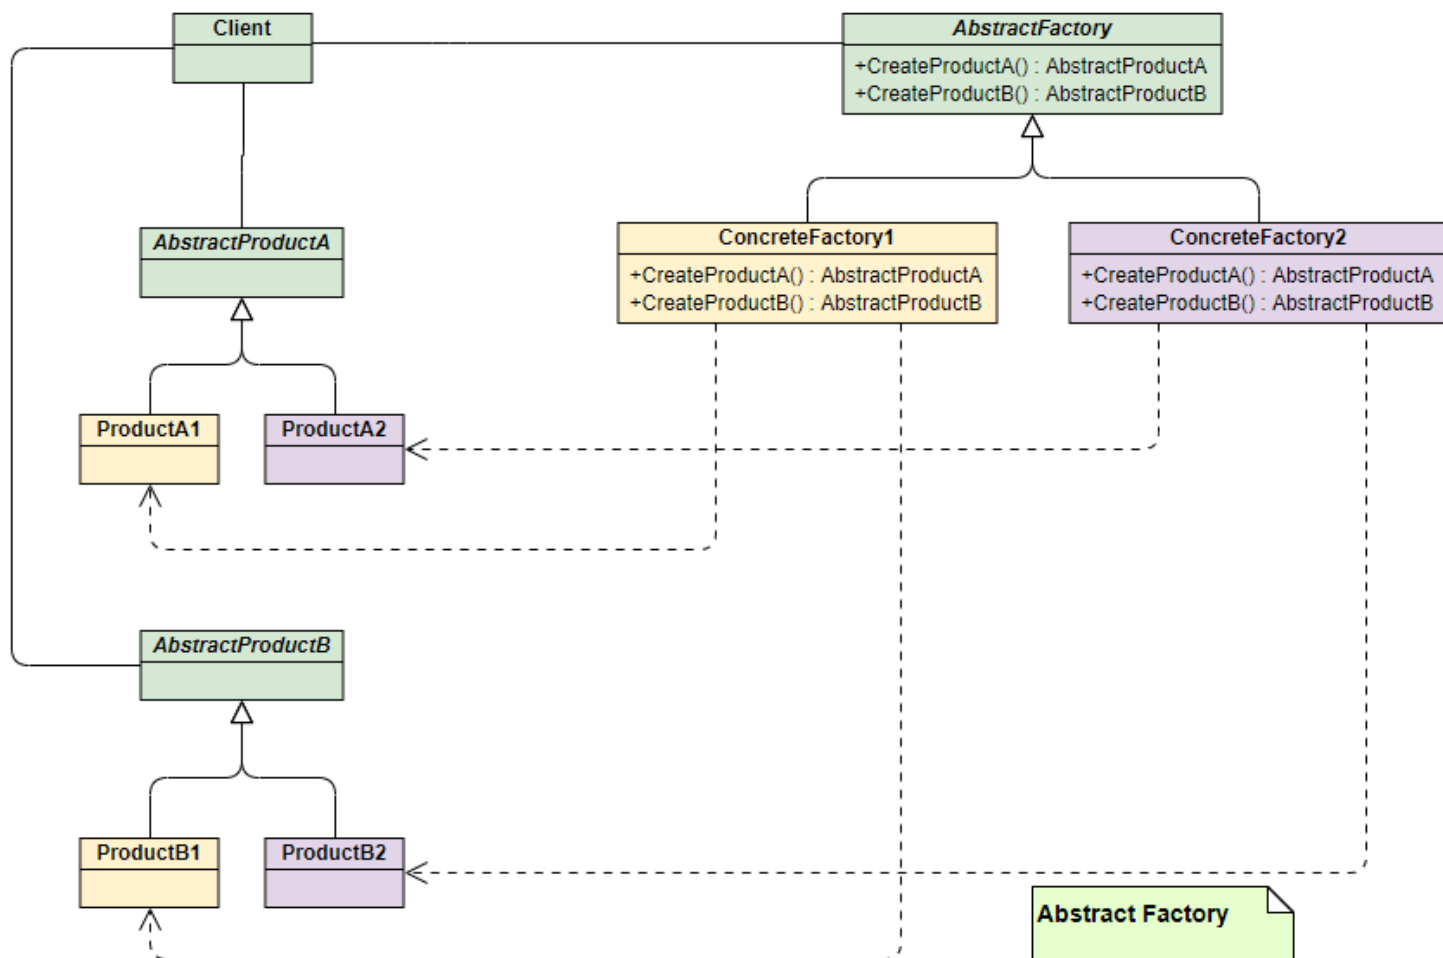 Client
AbstractFactory
+CreateProductA() : AbstractProductA
+CreateProductB() : AbstractProductB
AbstractProductA
ConcreteFactory1
+CreateProductA() : AbstractProductA
+CreateProductB() : AbstractProductB
ConcreteFactory2
+CreateProductA() : AbstractProductA
+CreateProductB() : AbstractProductB
ProductA1
ProductA2
AbstractProductB
ProductB1
ProductB2
Abstract Factory